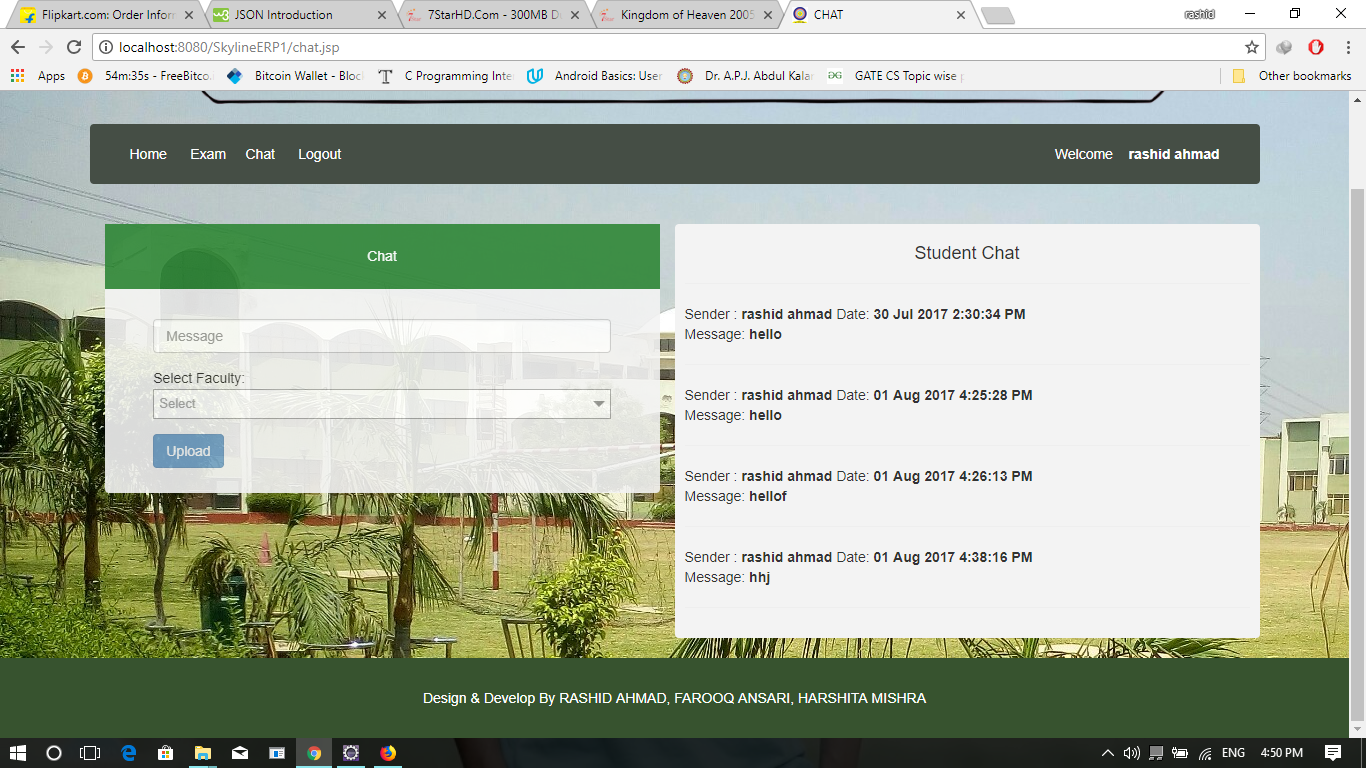 Flipkart.com: Order Inforr
JSON Introduction
7StarHD.Com - 300MB D
Kingdom of Heaven 2005
CHAT
rashid
localhost:8080/SkylineERP1/chat.jsp
Apps
54m:35s - FreeBitco.
Bitcoin Wallet - Bloc
C Programming Inte
Android Basics: User
Dr. A.P.J. Abdul Kala
GATE CS Topic wise
Other bookmarks
Home Exam Chat Logout
Welcome rashid ahmad
Chat
Message
Select Faculty:
Select
Upload
Student Chat
Sender : rashid ahmad Date: 30 Jul 2017 2:30:34 PM
Message: hello
Sender : rashid ahmad Date: 01 Aug 2017 4:25:28 PM
Message: hello
Sender : rashid ahmad Date: 01 Aug 2017 4:26:13 PM
Message: hellof
Sender : rashid ahmad Date: 01 Aug 2017 4:38:16 PM
Message: hhj
Design & Develop By RASHID AHMAD, FAROOQ ANSARI, HARSHITA MISHRA
ENG 4:50 PM